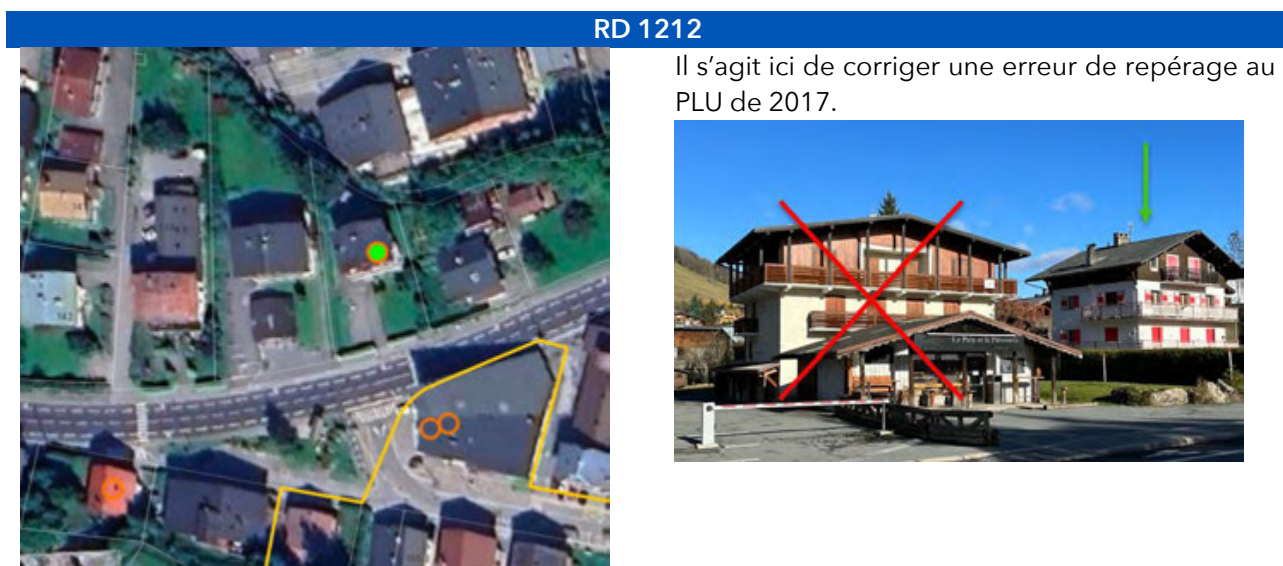 RD 1212
Il s’agit ici de corriger une erreur de repérage au
PLU de 2017.